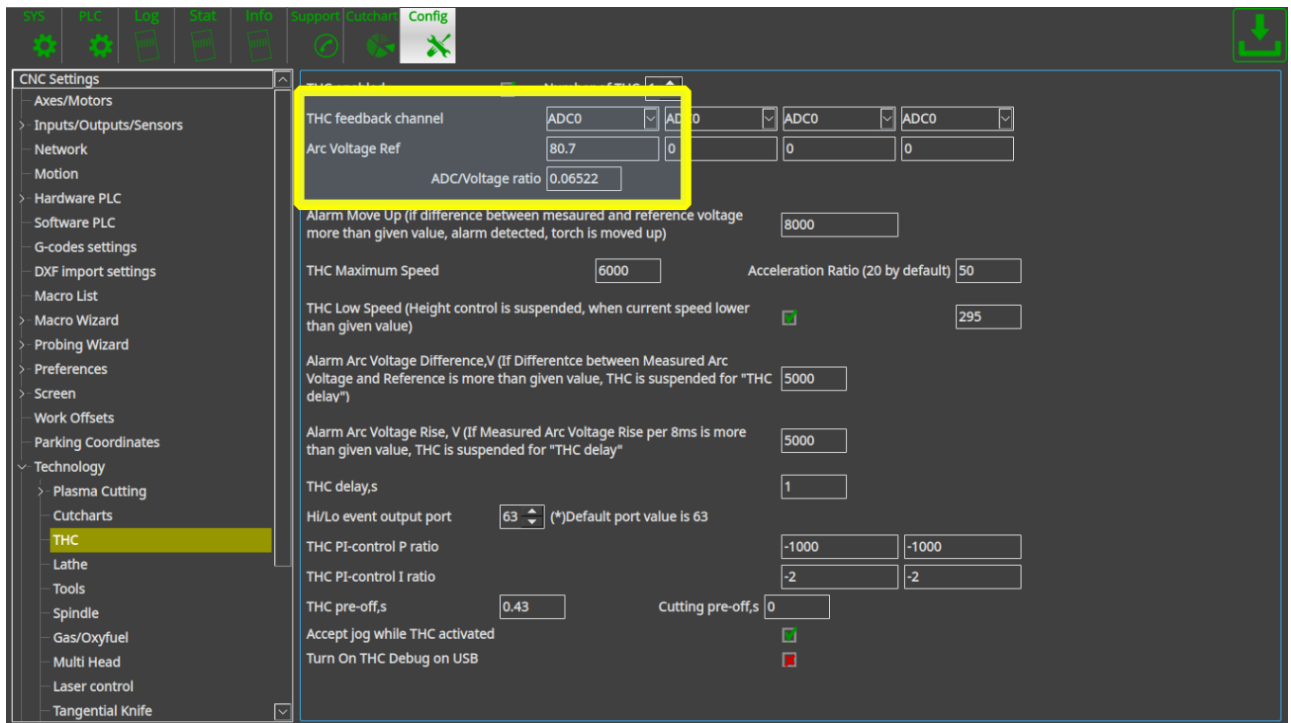 SYS PLC Log Stat Info Support Cutchart Config
CNC Settings
Axes/Motors
Inputs/Outputs/Sensors
Network
Motion
Hardware PLC
Software PLC
G-codes settings
DXF import settings
Macro List
Macro Wizard
Probing Wizard
Preferences
Screen
Work Offsets
Parking Coordinates
Technology
Plasma Cutting
Cutcharts
THC
Lathe
Tools
Spindle
Gas/Oxyfuel
Multi Head
Laser control
Tangential Knife
THC enabled Number of THC
THC feedback channel ADC0 ADC0 ADC0
Arc Voltage Ref 80.7 0 0 0
ADC/Voltage ratio 0.06522
Alarm Move Up (if difference between mesaured and reference voltage
more than given value, alarm detected, torch is moved up) 8000
THC Maximum Speed 6000 Acceleration Ratio (20 by default) 50
THC Low Speed (Height control is suspended, when current speed lower
than given value) 295
Alarm Arc Voltage Difference,V (If Differentce between Measured Arc
Voltage and Reference is more than given value, THC is suspended for "THC
delay") 5000
Alarm Arc Voltage Rise, V (If Measured Arc Voltage Rise per 8ms is more
than given value, THC is suspended for "THC delay" 5000
THC delay,s 1
Hi/Lo event output port 63 (*)Default port value is 63
THC PI-control P ratio -1000 -1000
THC PI-control I ratio -2 -2
THC pre-off,s 0.43 Cutting pre-off,s 0
Accept jog while THC activated
Turn On THC Debug on USB